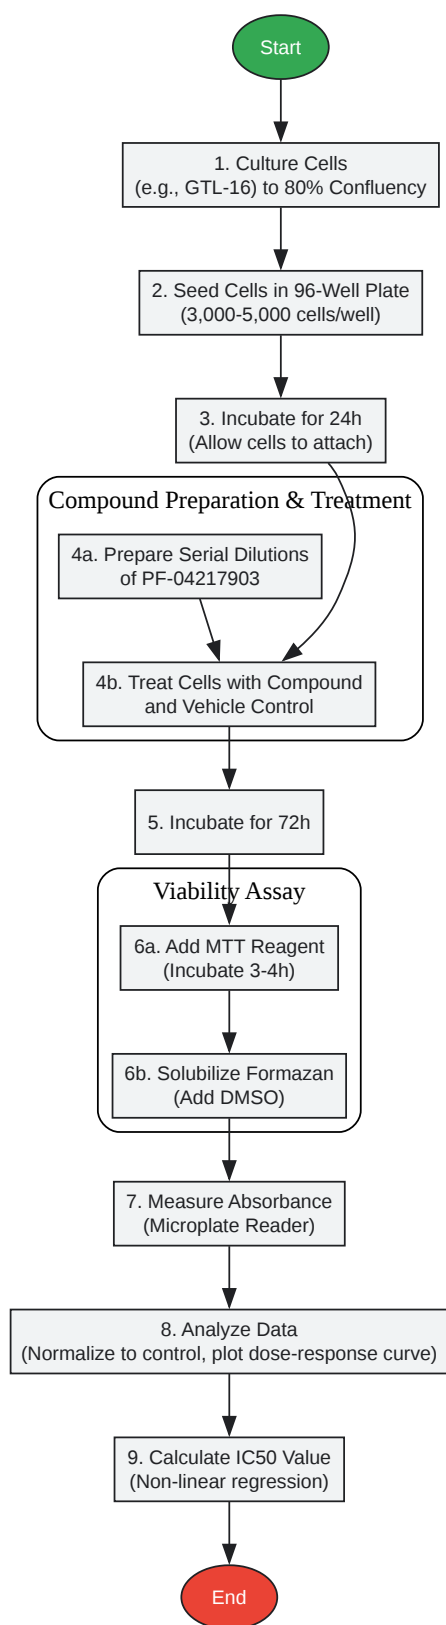 Start
1. Culture Cells
(e.g., GTL-16) to 80% Confluency
2. Seed Cells in 96-Well Plate
(3,000-5,000 cells/well)
3. Incubate for 24h
(Allow cells to attach)
Compound Preparation & Treatment
4a. Prepare Serial Dilutions
of PF-04217903
4b. Treat Cells with Compound
and Vehicle Control
5. Incubate for 72h
Viability Assay
6a. Add MTT Reagent
(Incubate 3-4h)
6b. Solubilize Formazan
(Add DMSO)
7. Measure Absorbance
(Microplate Reader)
8. Analyze Data
(Normalize to control, plot dose-response curve)
9. Calculate IC50 Value
(Non-linear regression)
End